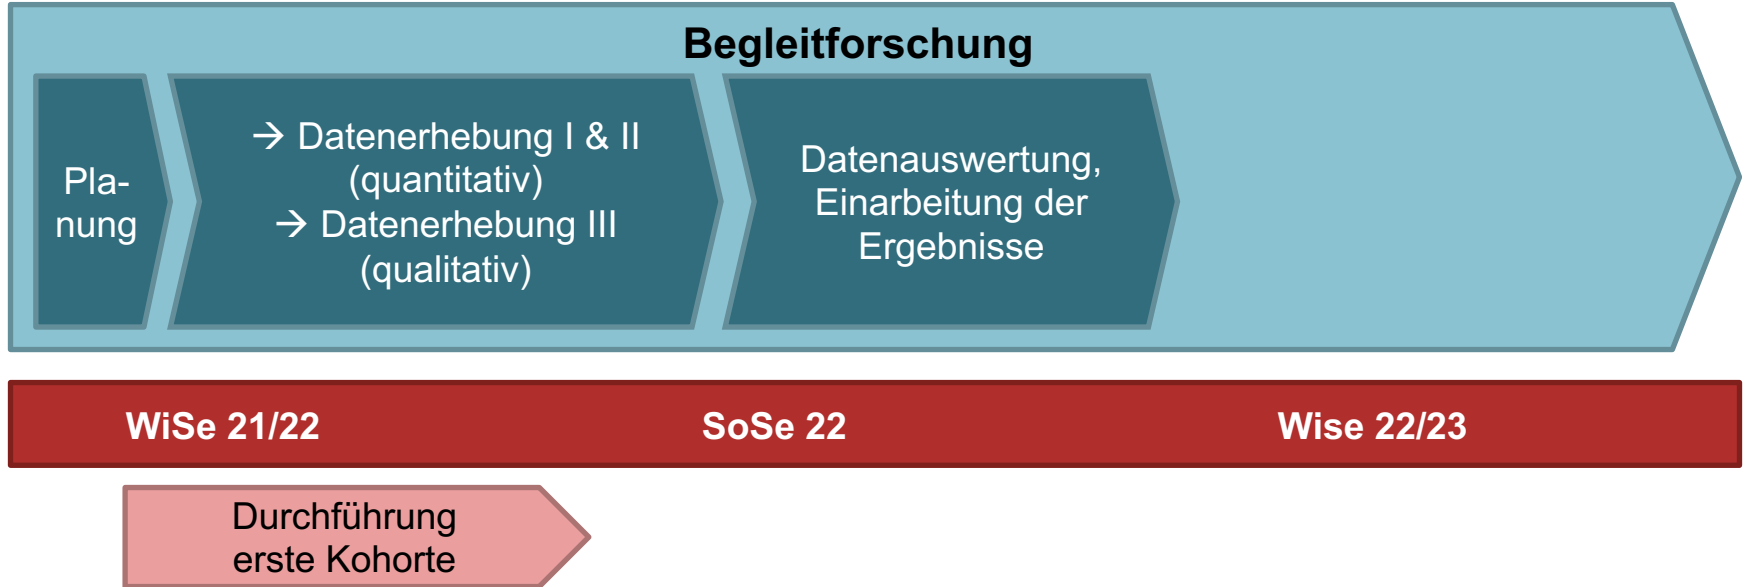 Begleitforschung
Pla-
nung
→ Datenerhebung I & II
(quantitativ)
→ Datenerhebung III
(qualitativ)
Datenauswertung,
Einarbeitung der
Ergebnisse
WiSe 21/22
SoSe 22
Wise 22/23
Durchführung
erste Kohorte